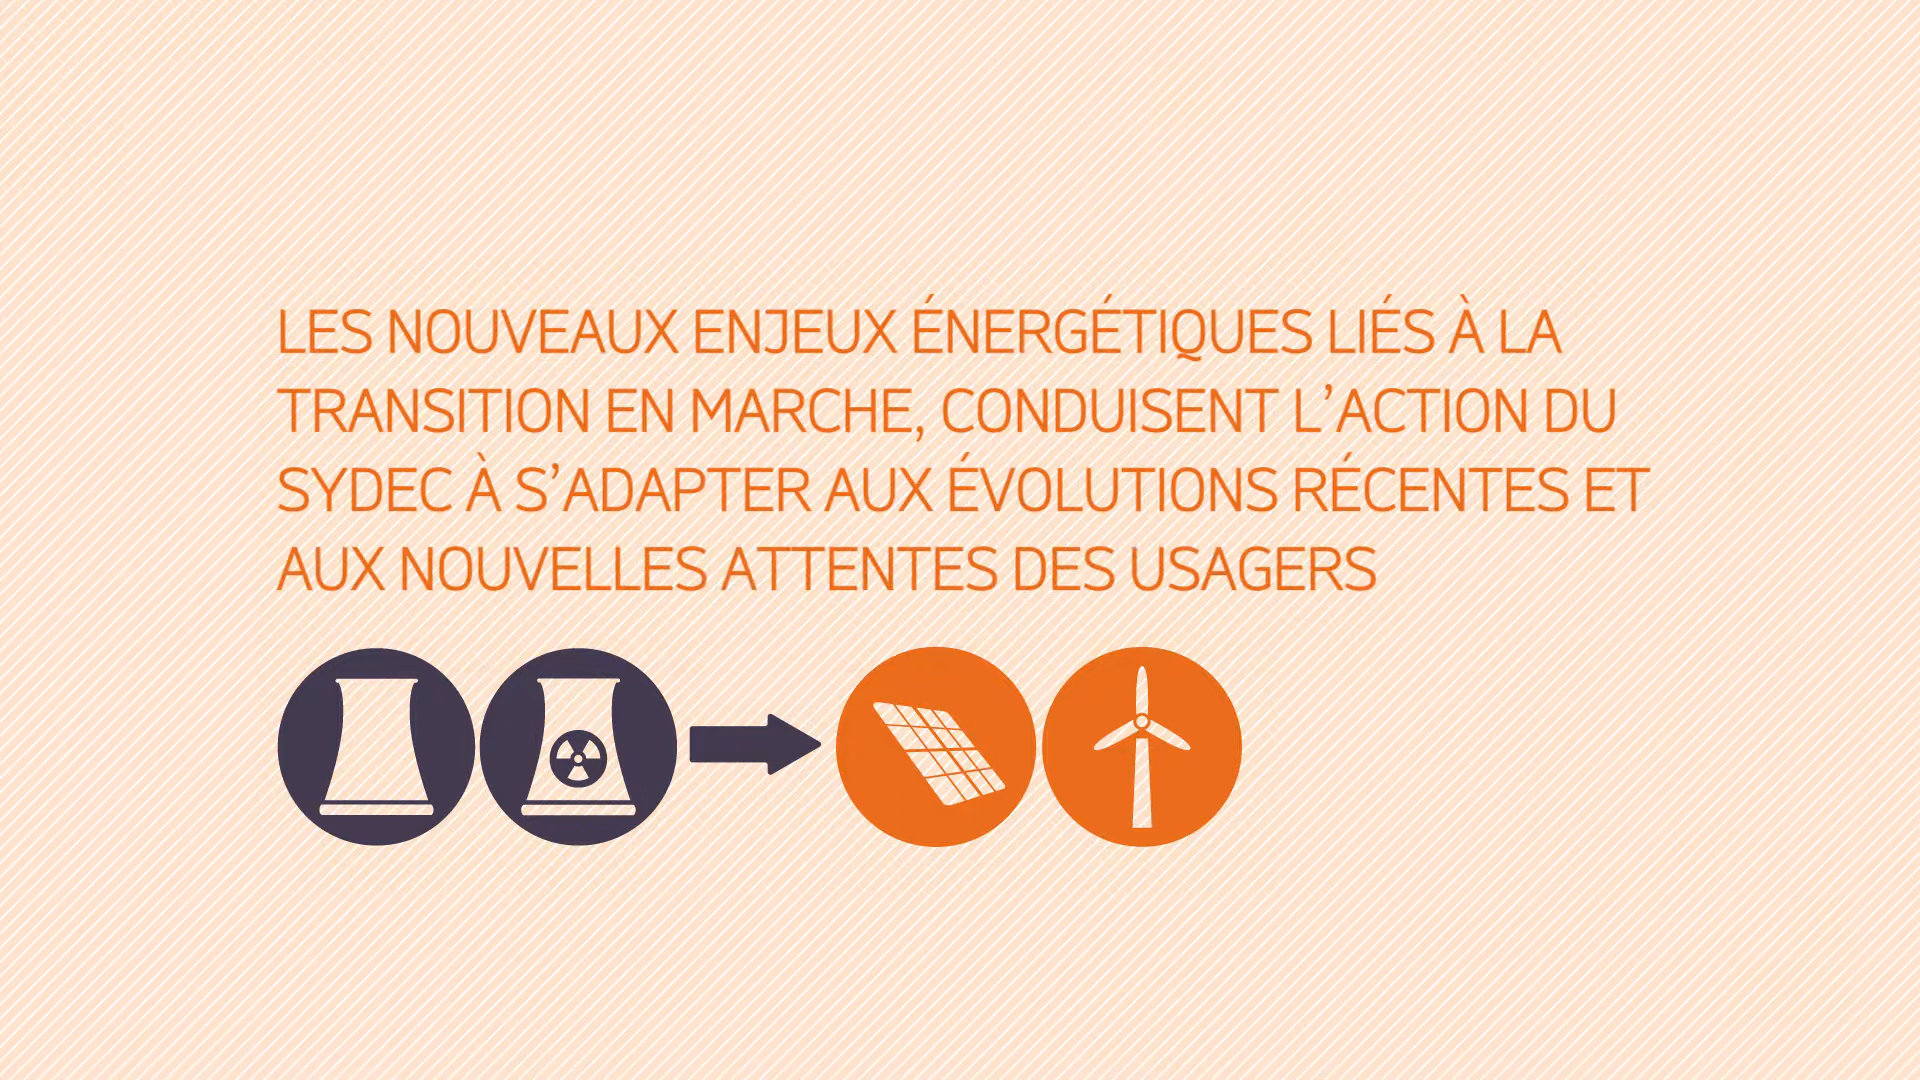 LES NOUVEAUX ENJEUX ÉNERGÉTIQUES LIÉS À LA
TRANSITION EN MARCHE, CONDUISENT L’ACTION DU
SYDEC À S’ADAPTER AUX ÉVOLUTIONS RÉCENTES ET
AUX NOUVELLES ATTENTES DES USAGERS